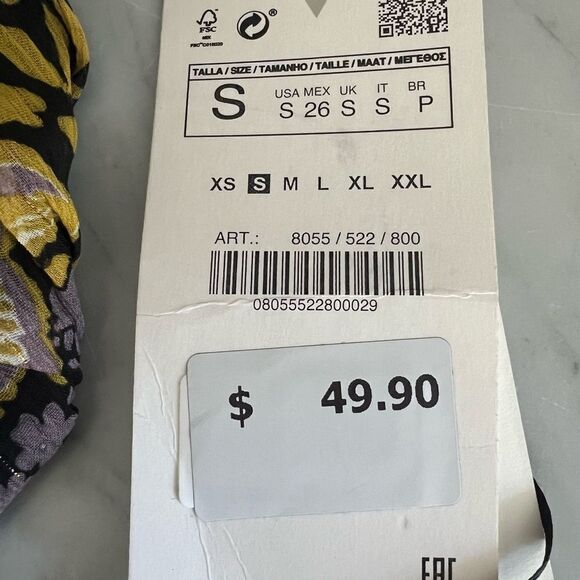 FSC
MIX
TALLA / SIZE / TAMANHO / TAILLE / MAAT / ΜΕΓΕΘΟΣ
S
USA MEX UK IT BR
S 26 S S P
XS S M L XL XXL
ART.: 8055 / 522 / 800
08055522800029
$ 49.90
EAC